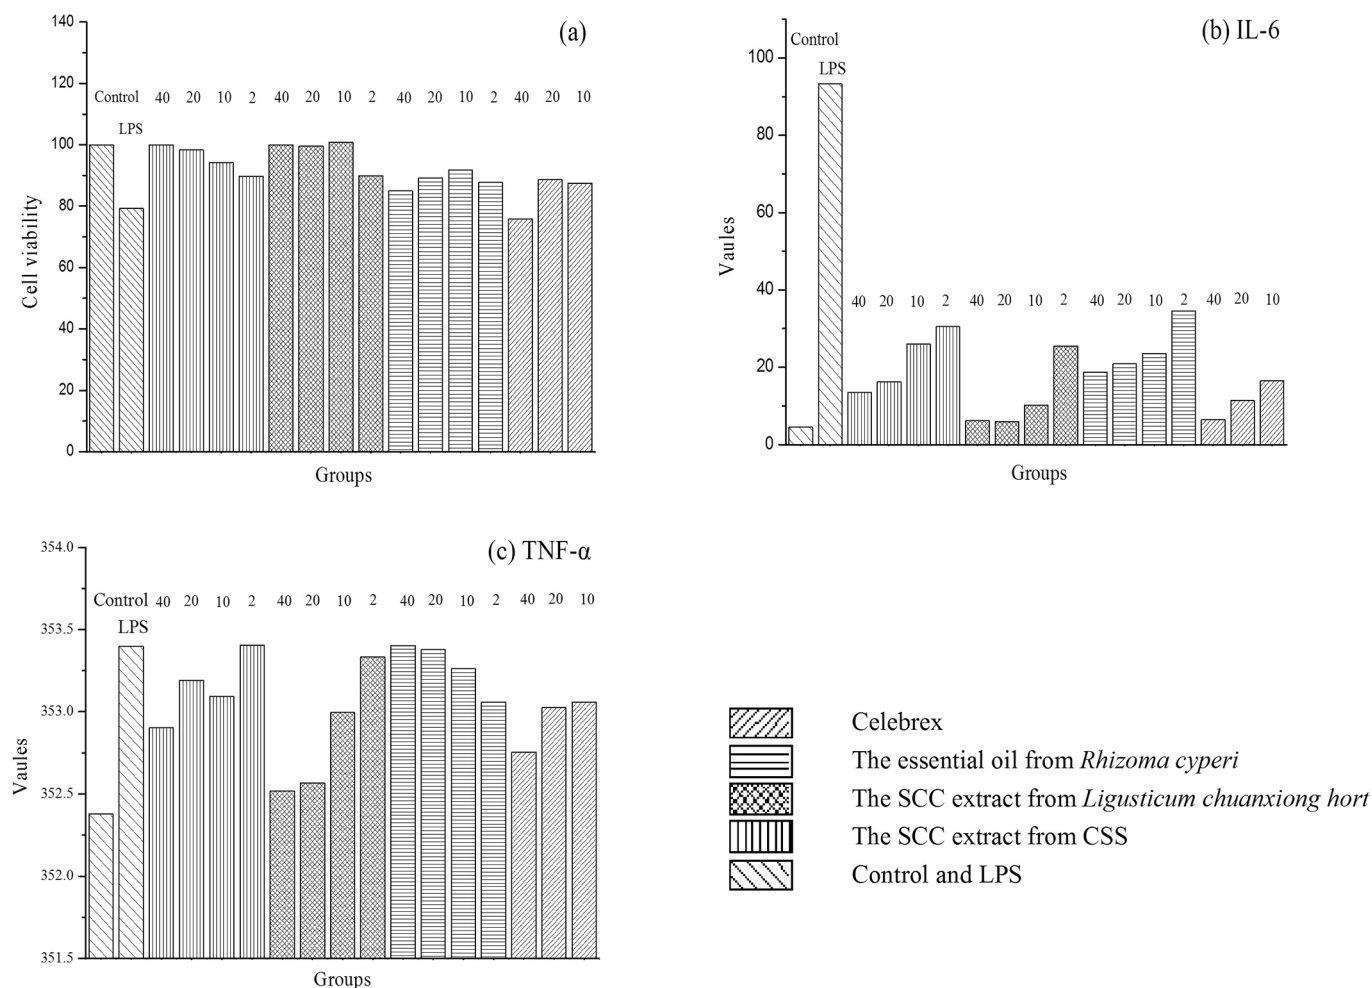 (a)
140
120
100
80
60
40
20
0
Cell viability
Control 40 20 10 2 40 20 10 2 40 20 10 2 40 20 10
LPS
Groups
(b) IL-6
100
80
60
40
20
0
Vaules
Control
LPS
40 20 10 2 40 20 10 2 40 20 10 2 40 20 10
Groups
(c) TNF-α
354.0
353.5
353.0
352.5
352.0
351.5
Vaules
Control 40 20 10 2 40 20 10 2 40 20 10 2 40 20 10
LPS
Groups
Celebrex
The essential oil from Rhizoma cyperi
The SCC extract from Ligusticum chuanxiong hort
The SCC extract from CSS
Control and LPS